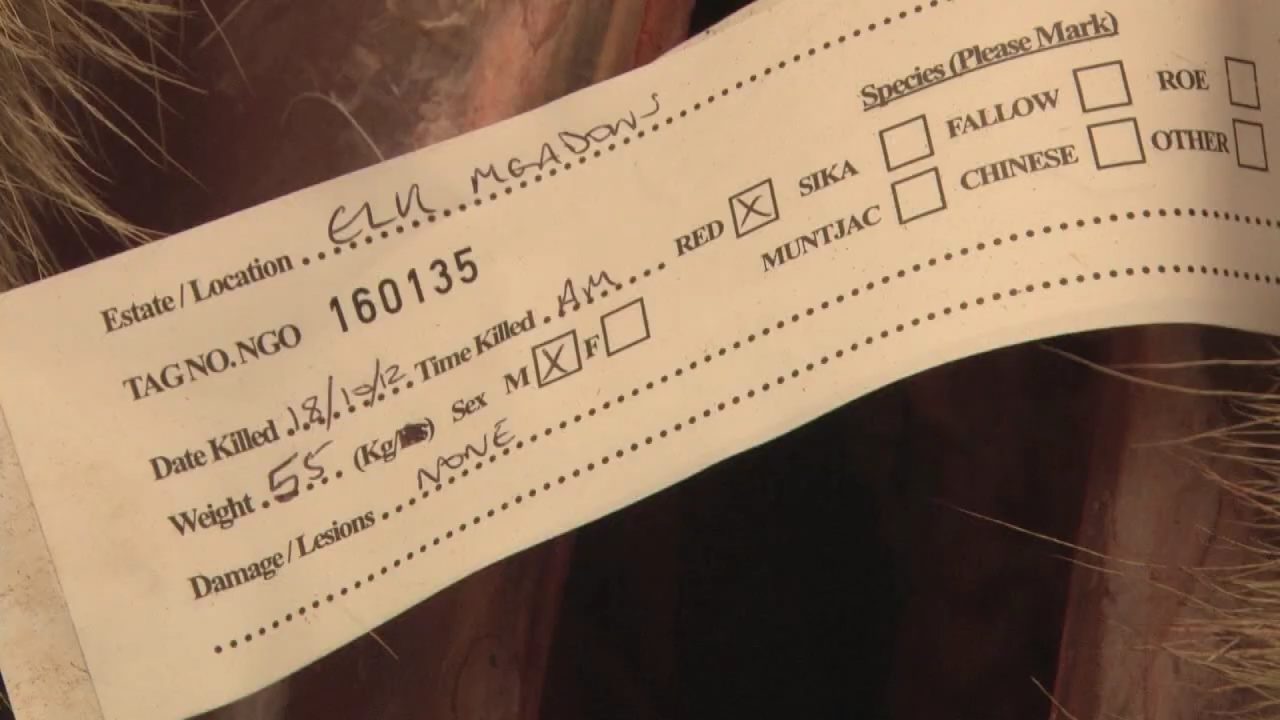 Estate / Location ELK MEADOWS
TAG NO. NGO 160135
Date Killed 18/10/12 Time Killed AM
Weight 55 (Kg/) Sex M X F
Damage / Lesions NONE
Species (Please Mark)
RED X SIKA FALLOW ROE
MUNTJAC CHINESE OTHER